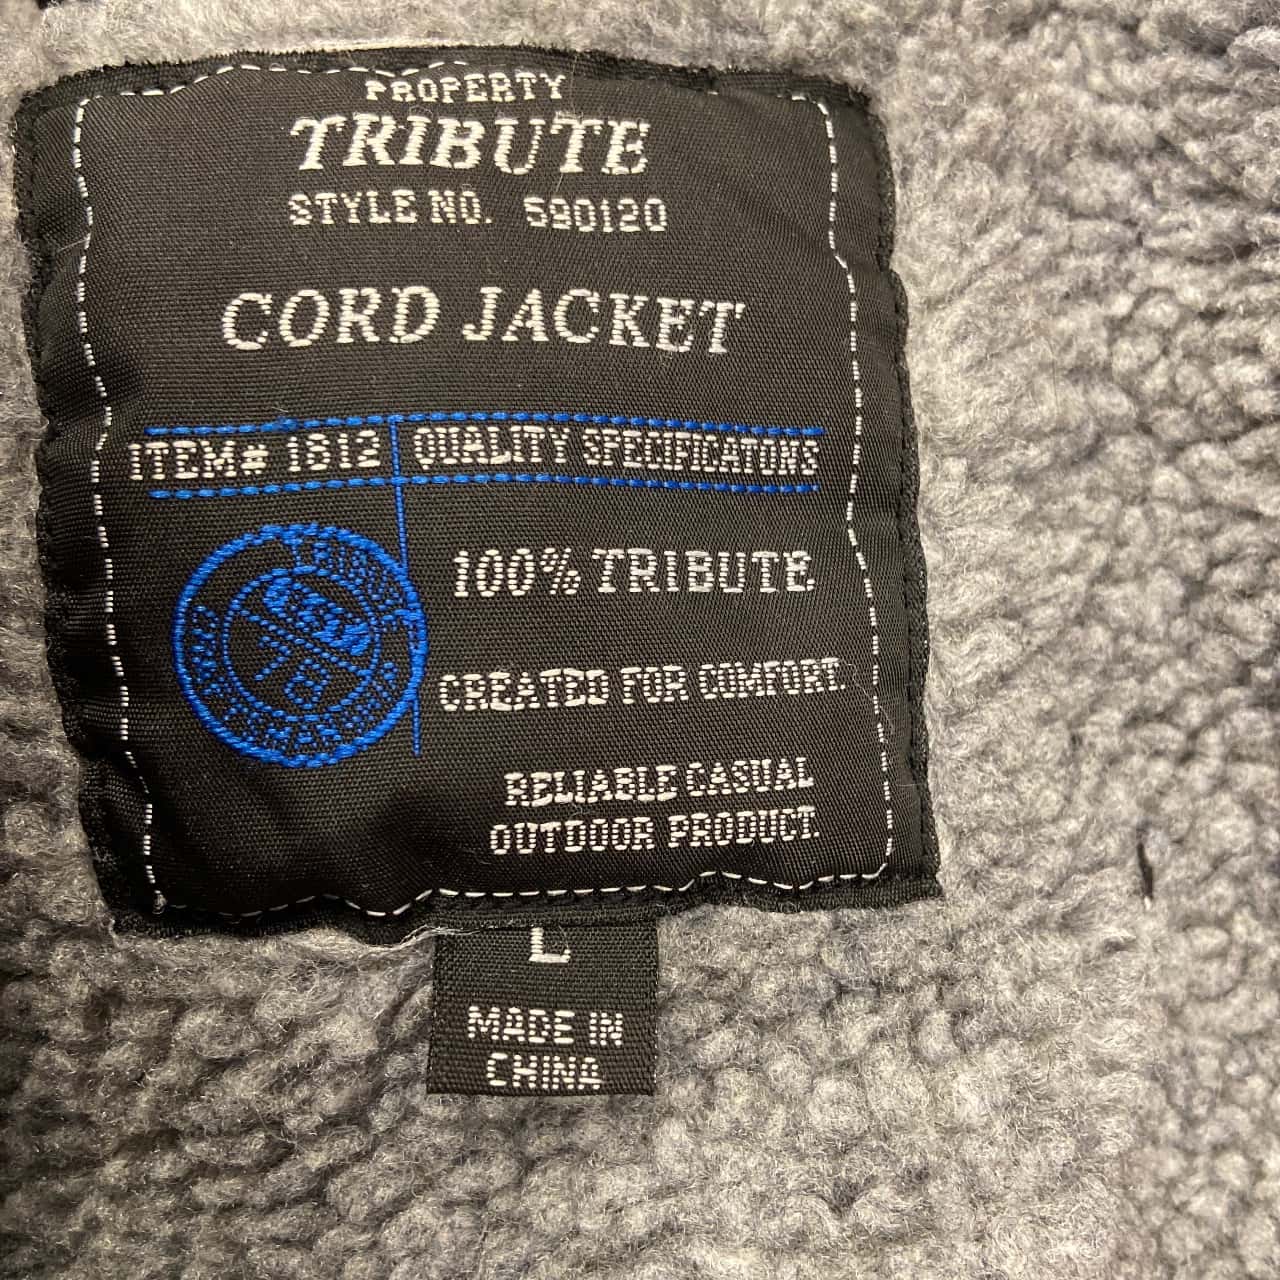 PROPERTY
TRIBUTE
STYLE NO. 590120
CORD JACKET
ITEM# 1812 QUALITY SPECIFICATONS
78
100% TRIBUTE
CREATED FOR COMFORT.
RELIABLE CASUAL
OUTDOOR PRODUCT.
L
MADE IN
CHINA